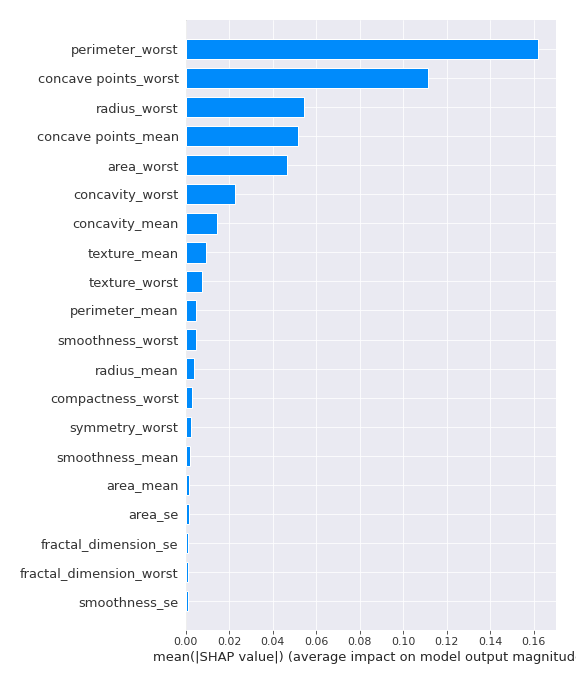 perimeter_worst
concave points_worst
radius_worst
concave points_mean
area_worst
concavity_worst
concavity_mean
texture_mean
texture_worst
perimeter_mean
smoothness_worst
radius_mean
compactness_worst
symmetry_worst
smoothness_mean
area_mean
area_se
fractal_dimension_se
fractal_dimension_worst
smoothness_se
0.00 0.02 0.04 0.06 0.08 0.10 0.12 0.14 0.16
mean(|SHAP value|) (average impact on model output magnitud